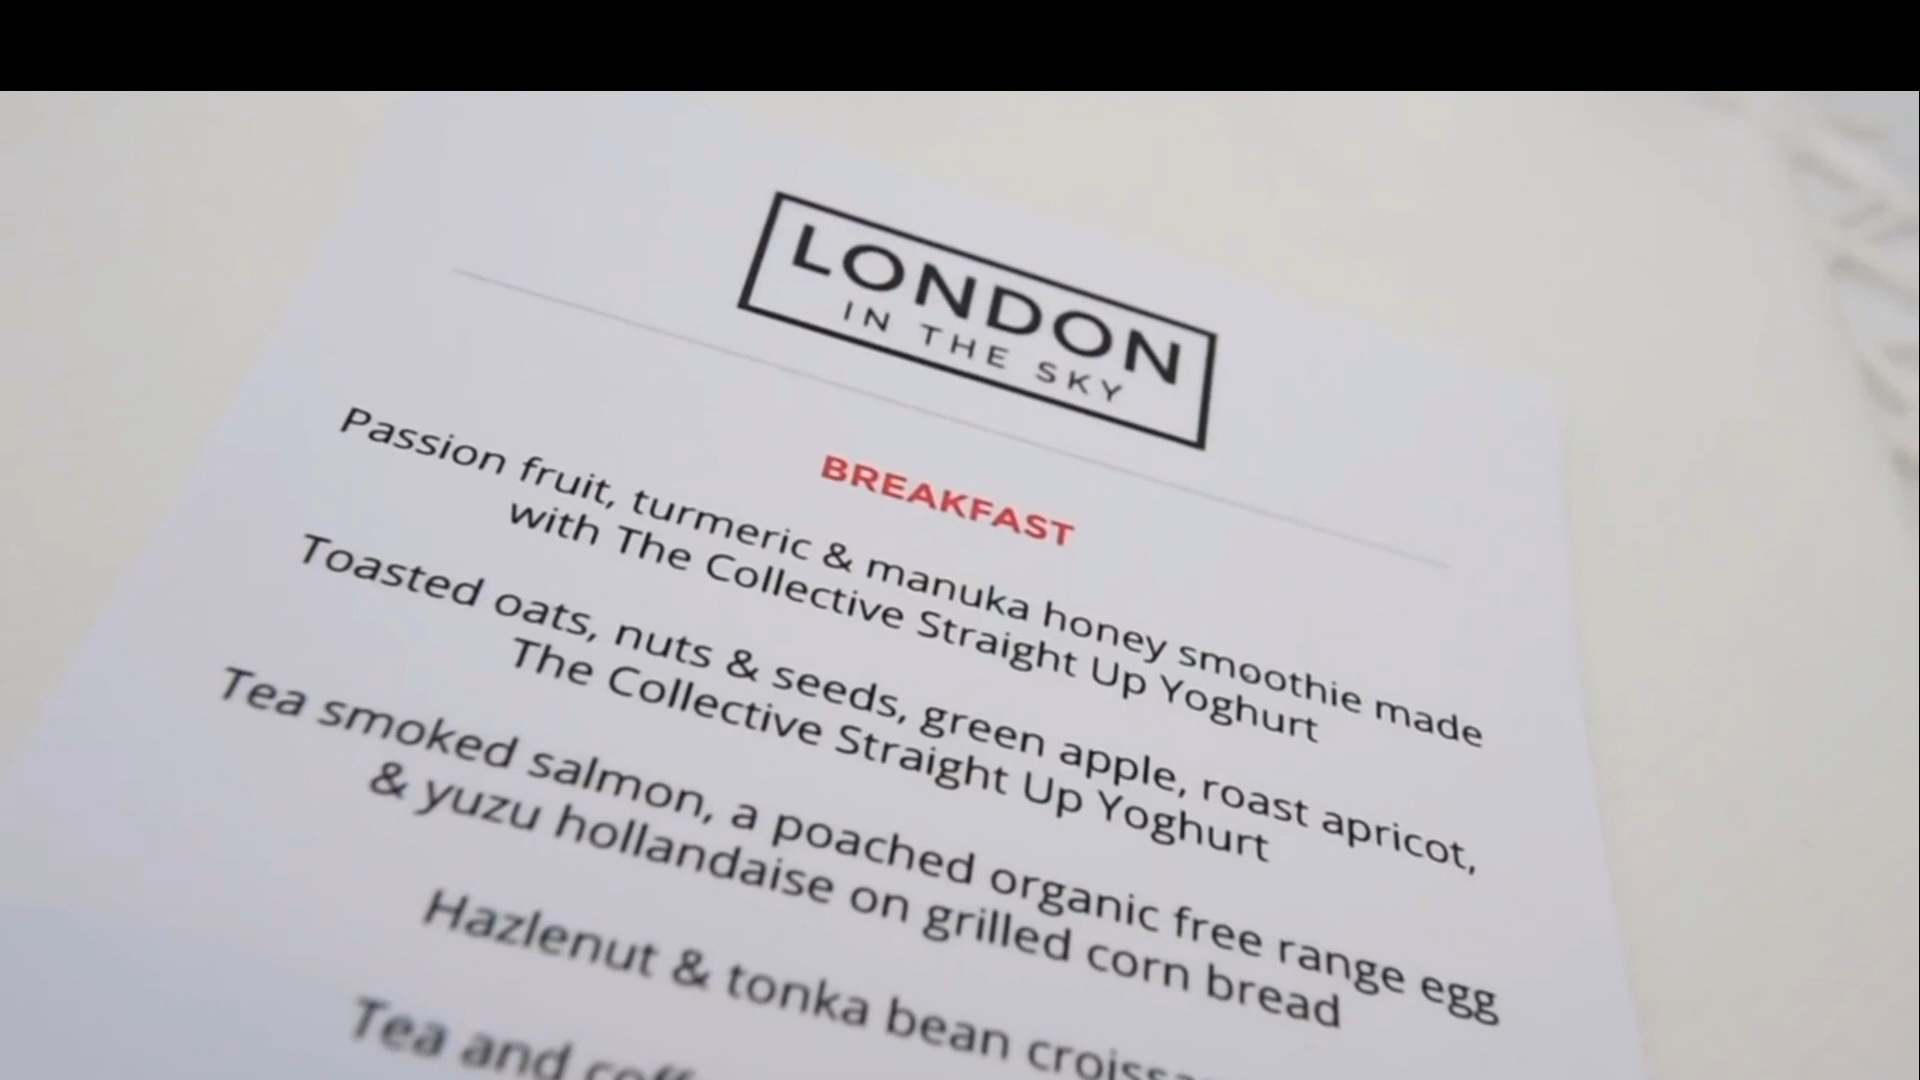 LONDON
IN THE SKY
BREAKFAST
Passion fruit, turmeric & manuka honey smoothie made
with The Collective Straight Up Yoghurt
Toasted oats, nuts & seeds, green apple, roast apricot,
The Collective Straight Up Yoghurt
Tea smoked salmon, a poached organic free range egg
& yuzu hollandaise on grilled corn bread
Hazlenut & tonka bean
Tea and